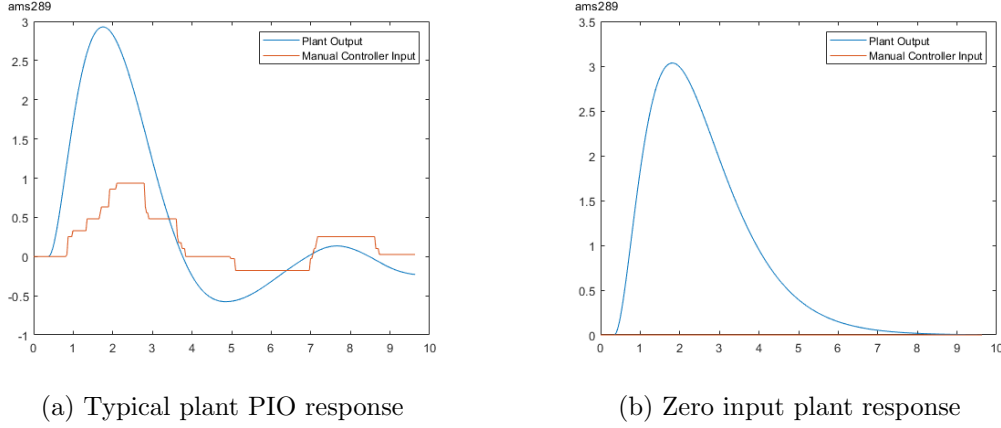 ams289
3
2.5
2
1.5
1
0.5
0
-0.5
-1
0 1 2 3 4 5 6 7 8 9 10
Plant Output
Manual Controller Input
(a) Typical plant PIO response
ams289
3.5
3
2.5
2
1.5
1
0.5
0
0 1 2 3 4 5 6 7 8 9 10
Plant Output
Manual Controller Input
(b) Zero input plant response